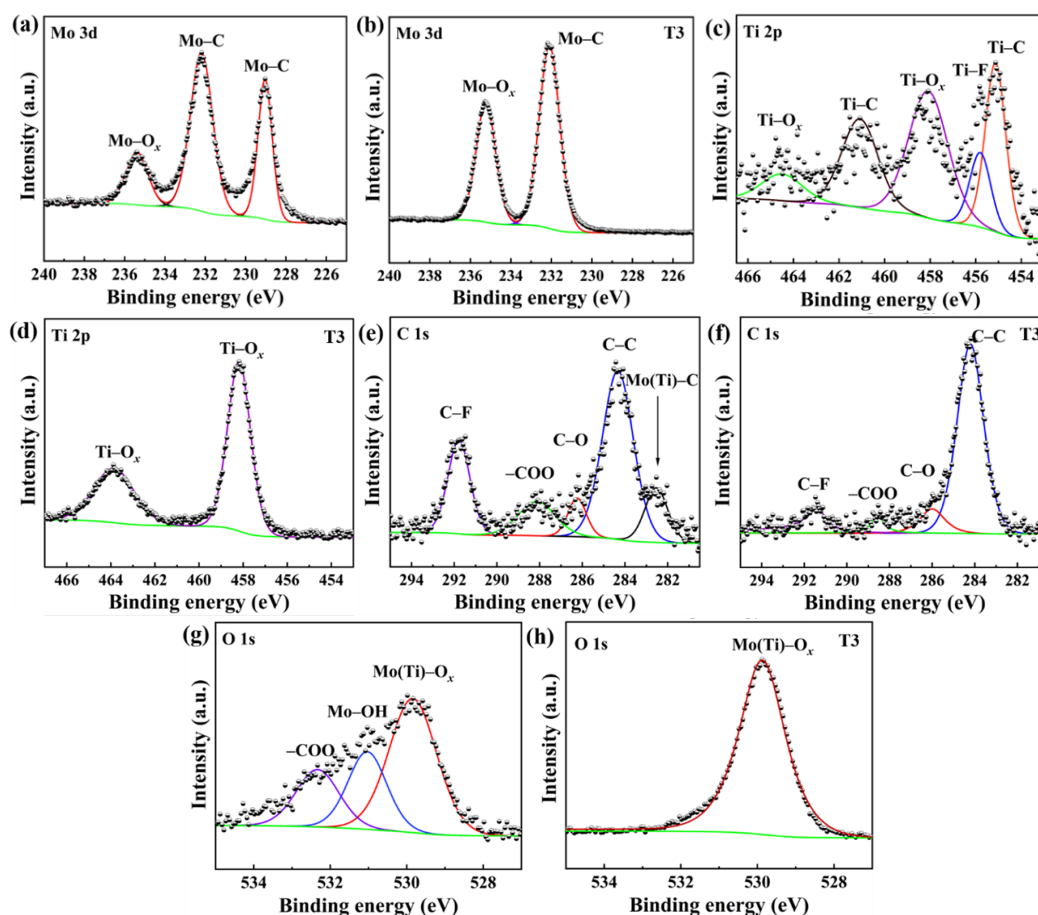 (a) Mo 3d
Mo–C
Mo–C
Mo–Oₓ
Intensity (a.u.)
240 238 236 234 232 230 228 226
Binding energy (eV)
(b) Mo 3d T3
Mo–C
Mo–Oₓ
Intensity (a.u.)
240 238 236 234 232 230 228 226
Binding energy (eV)
(c) Ti 2p
Ti–C
Ti–F
Ti–Oₓ
Ti–C
Ti–Oₓ
Intensity (a.u.)
466 464 462 460 458 456 454
Binding energy (eV)
(d) Ti 2p T3
Ti–Oₓ
Ti–Oₓ
Intensity (a.u.)
466 464 462 460 458 456 454
Binding energy (eV)
(e) C 1s
C–C
Mo(Ti)–C
C–F
C–O
–COO
Intensity (a.u.)
294 292 290 288 286 284 282
Binding energy (eV)
(f) C 1s T3
C–C
C–O
C–F
–COO
Intensity (a.u.)
294 292 290 288 286 284 282
Binding energy (eV)
(g) O 1s
Mo(Ti)–Oₓ
Mo–OH
–COO
Intensity (a.u.)
534 532 530 528
Binding energy (eV)
(h) O 1s T3
Mo(Ti)–Oₓ
Intensity (a.u.)
534 532 530 528
Binding energy (eV)